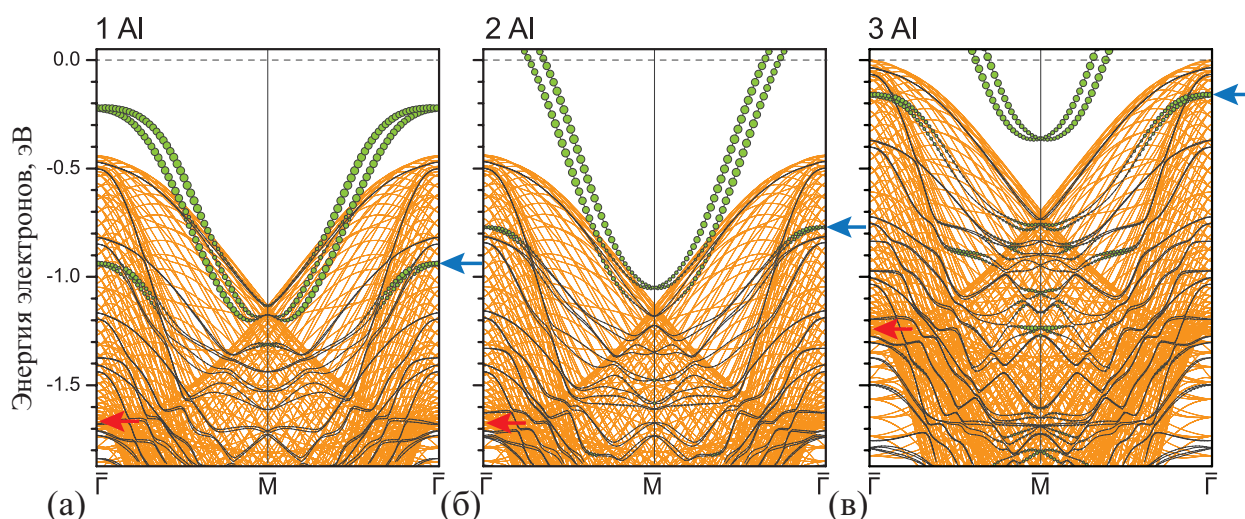 1 Al
2 Al
3 Al
Энергия электронов, эВ
0.0
-0.5
-1.0
-1.5
Γ̅ M̅ Γ̅
Γ̅ M̅ Γ̅
Γ̅ M̅ Γ̅
(а)
(б)
(в)